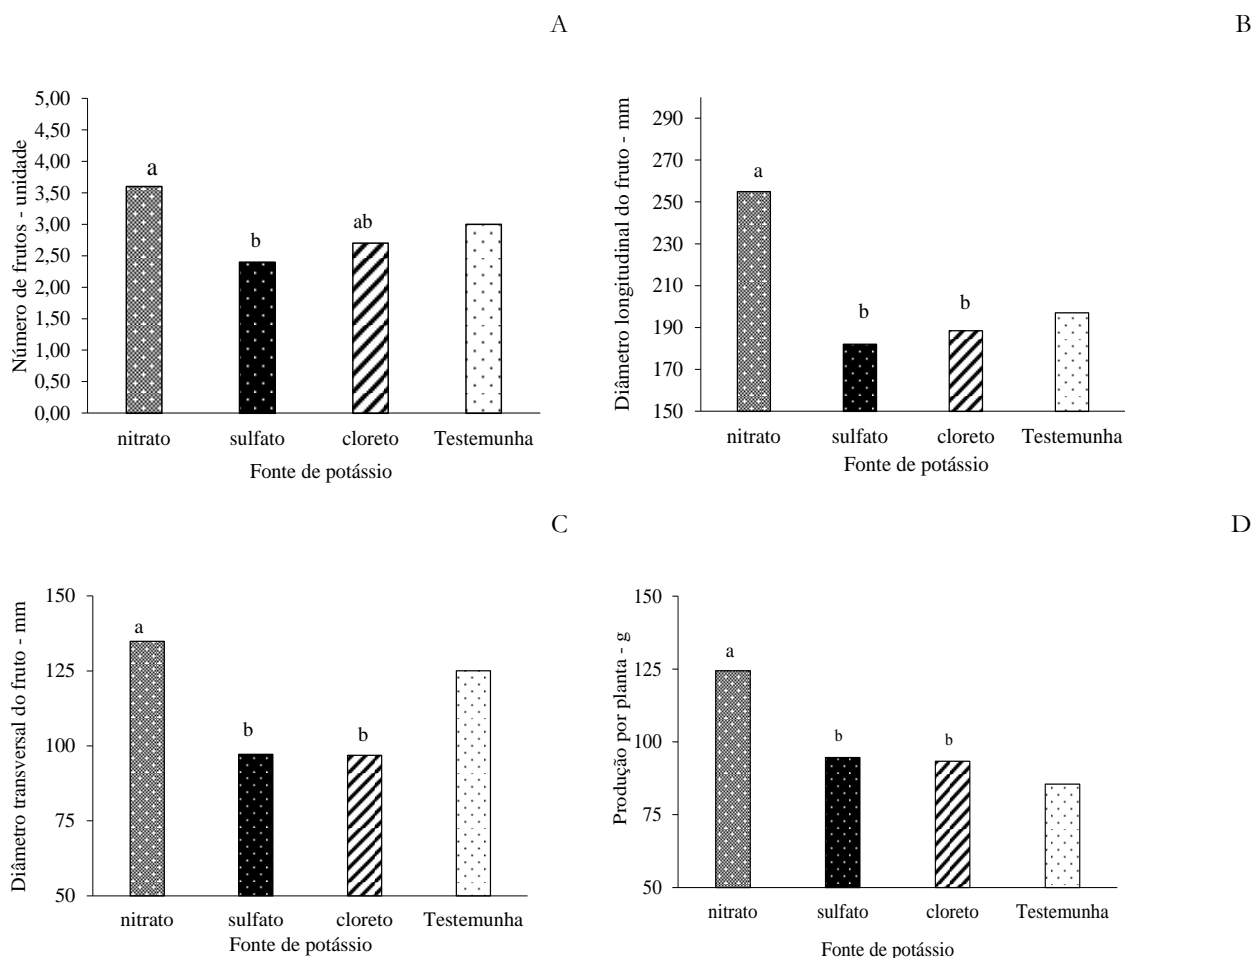 A
Número de frutos - unidade
5,00
4,50
4,00
3,50
3,00
2,50
2,00
1,50
1,00
0,50
0,00
a
b
ab
nitrato sulfato cloreto Testemunha
Fonte de potássio
B
Diâmetro longitudinal do fruto - mm
290
270
250
230
210
190
170
150
a
b
b
nitrato sulfato cloreto Testemunha
Fonte de potássio
C
Diâmetro transversal do fruto - mm
150
125
100
75
50
a
b
b
nitrato sulfato cloreto Testemunha
Fonte de potássio
D
Produção por planta - g
150
125
100
75
50
a
b
b
nitrato sulfato cloreto Testemunha
Fonte de potássio